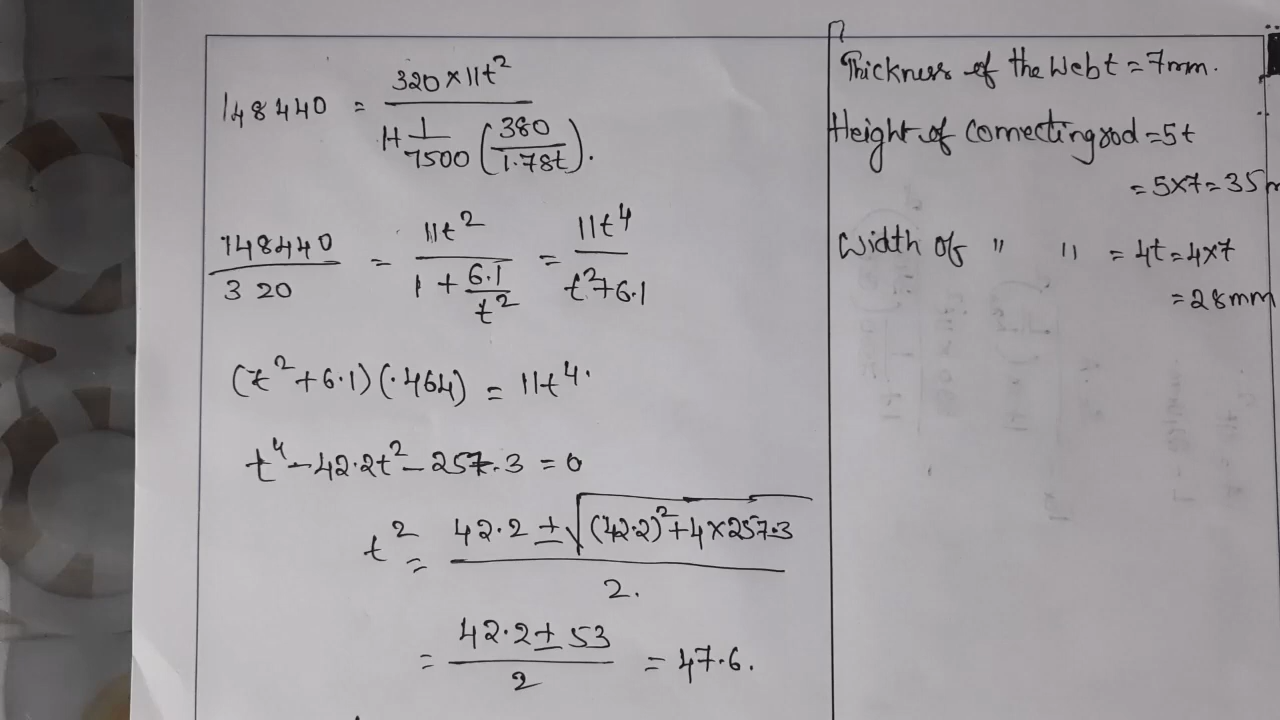 148440 = 320×11t² / 1+ 1/7500 (380/1.78t).
148440/320 = 11t² / 1 + 6.1/t² = 11t⁴ / t²+6.1
(t²+6.1)(.464) = 11t⁴.
t⁴-42.2t²-257.3 = 0
t² = 42.2 ± √(42.2)²+4×257.3 / 2.
= 42.2 ± 53 / 2 = 47.6.
Thickness of the Web t = 7mm.
Height of Connecting rod = 5t
= 5×7 = 35
Width of " " = 4t = 4×7
= 28mm